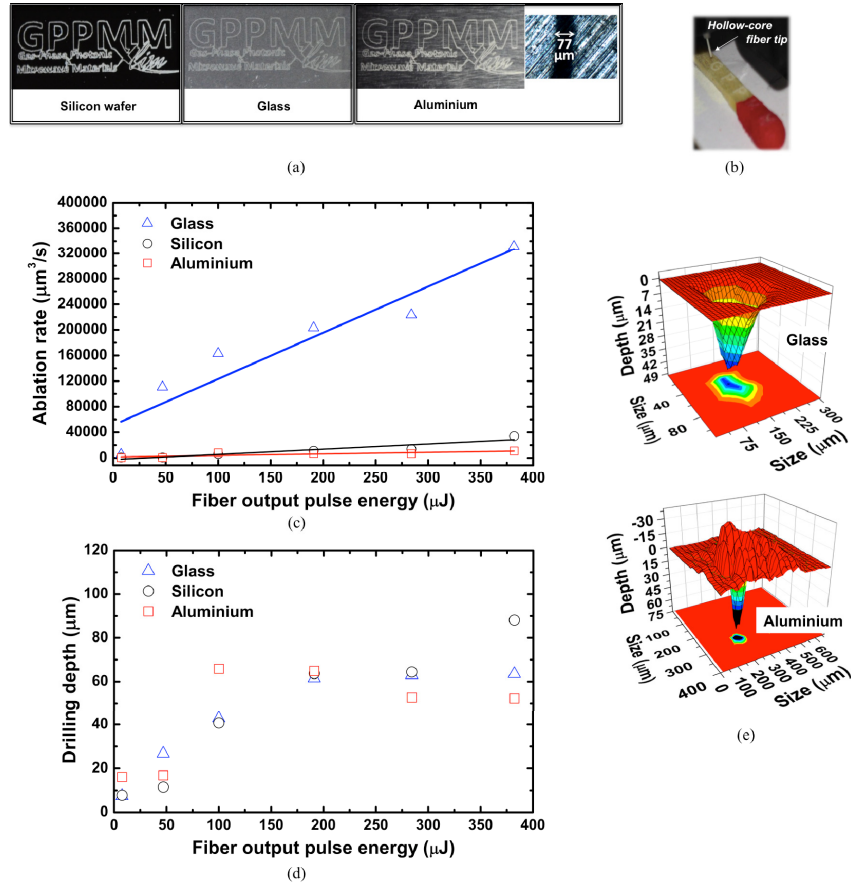 GPPMM
Gas-Phase Photonic
Microwave Materials
Xlim
GPPMM
Gas-Phase Photonic
Microwave Materials
Xlim
GPPMM
Gas-Phase Photonic
Microwave Materials
Xlim
77
μm
Silicon wafer
Glass
Aluminium
(a)
Hollow-core
fiber tip
(b)
400000
360000
320000
280000
240000
200000
160000
120000
80000
40000
0
Ablation rate (μm³/s)
Glass
Silicon
Aluminium
0 50 100 150 200 250 300 350 400
Fiber output pulse energy (μJ)
(c)
120
100
80
60
40
20
0
Drilling depth (μm)
Glass
Silicon
Aluminium
0 50 100 150 200 250 300 350 400
Fiber output pulse energy (μJ)
(d)
0
7
14
21
28
35
42
49
Depth (μm)
Glass
40
80
Size (μm)
75
150
225
300
Size (μm)
-30
-15
0
15
30
45
60
75
Depth (μm)
Aluminium
100
200
300
400
Size (μm)
0
100
200
300
400
500
600
Size (μm)
(e)